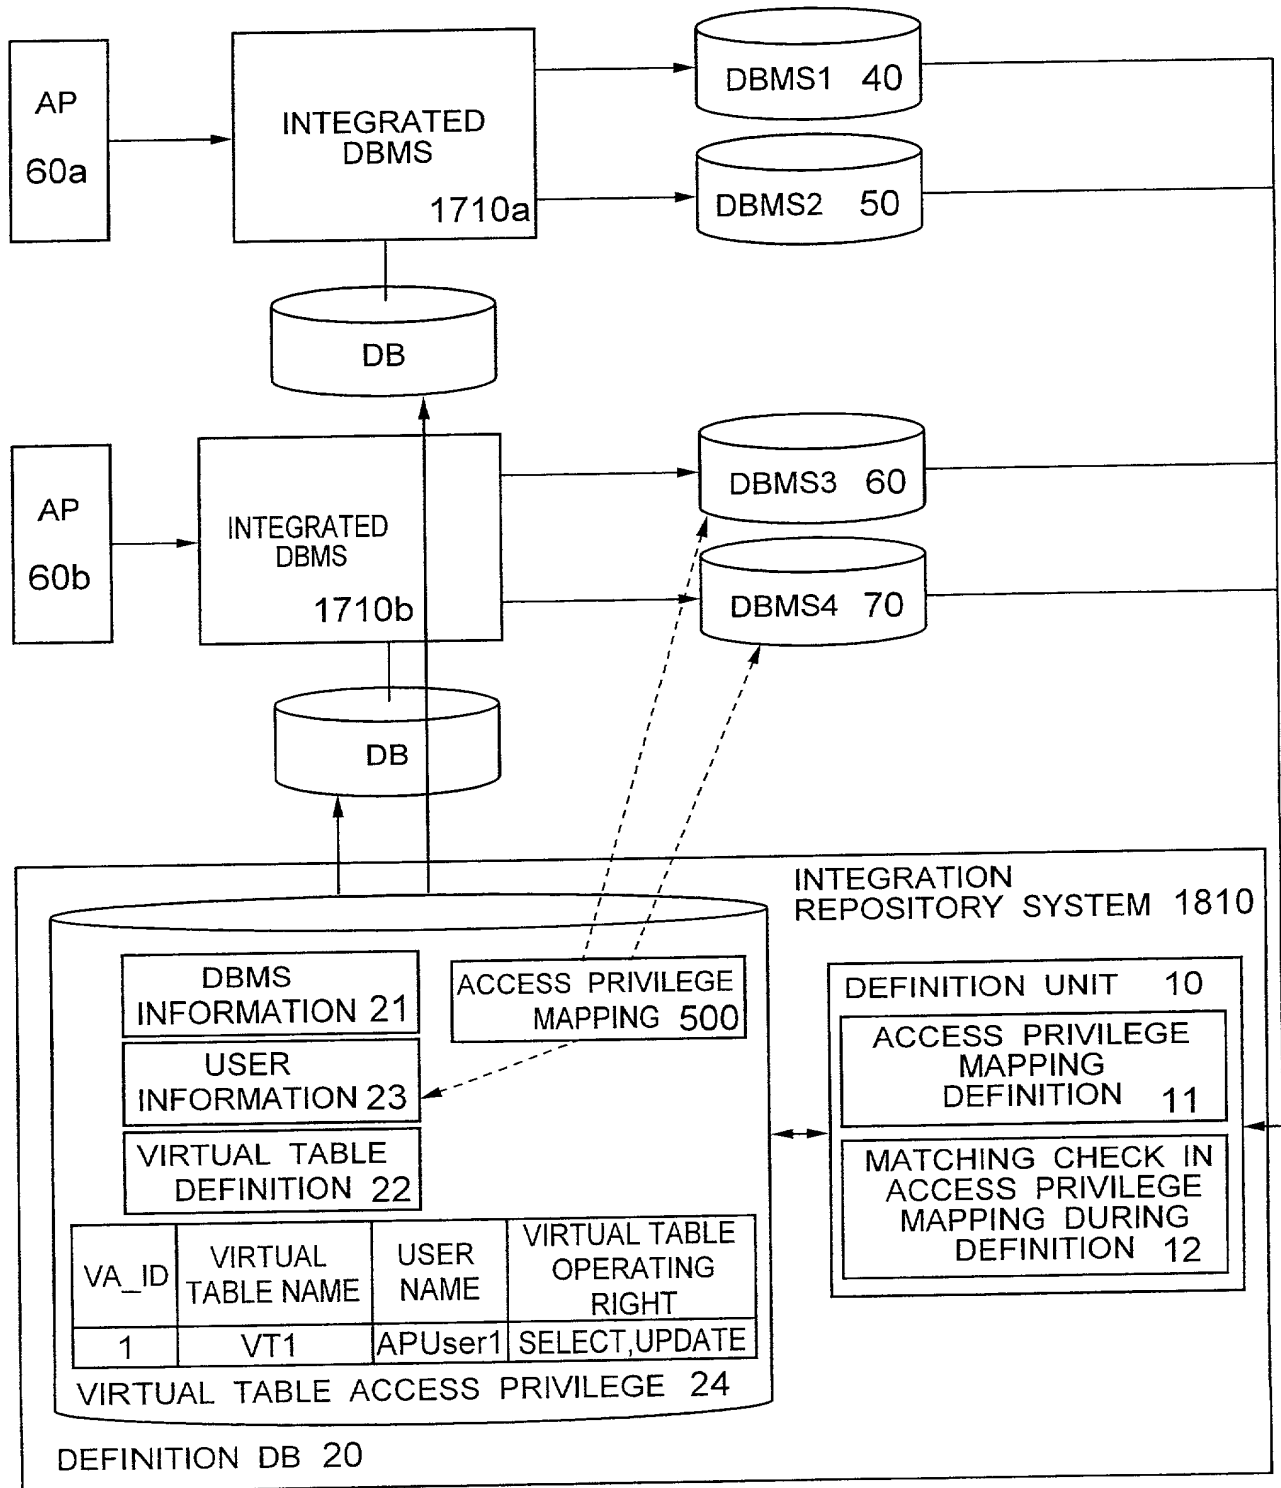 AP
60a
INTEGRATED
DBMS
1710a
DBMS1 40
DBMS2 50
DB
AP
60b
INTEGRATED
DBMS
1710b
DBMS3 60
DBMS4 70
DB
INTEGRATION
REPOSITORY SYSTEM 1810
DBMS
INFORMATION 21
ACCESS PRIVILEGE
MAPPING 500
USER
INFORMATION 23
VIRTUAL TABLE
DEFINITION 22
DEFINITION UNIT 10
ACCESS PRIVILEGE
MAPPING
DEFINITION 11
MATCHING CHECK IN
ACCESS PRIVILEGE
MAPPING DURING
DEFINITION 12
VA_ID
VIRTUAL
TABLE NAME
USER
NAME
VIRTUAL TABLE
OPERATING
RIGHT
1
VT1
APUser1
SELECT,UPDATE
VIRTUAL TABLE ACCESS PRIVILEGE 24
DEFINITION DB 20